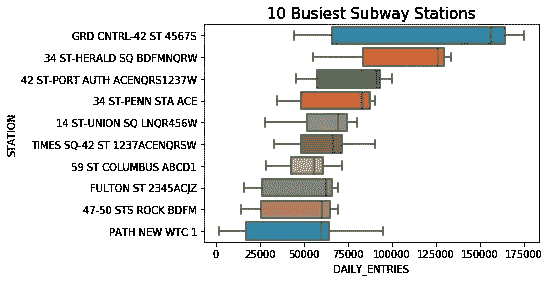 10 Busiest Subway Stations
GRD CNTRL-42 ST 4567S
34 ST-HERALD SQ BDFMNQRW
42 ST-PORT AUTH ACENQRS1237W
34 ST-PENN STA ACE
14 ST-UNION SQ LNQR456W
TIMES SQ-42 ST 1237ACENQRSW
59 ST COLUMBUS ABCD1
FULTON ST 2345ACJZ
47-50 STS ROCK BDFM
PATH NEW WTC 1
STATION
0 25000 50000 75000 100000 125000 150000 175000
DAILY_ENTRIES